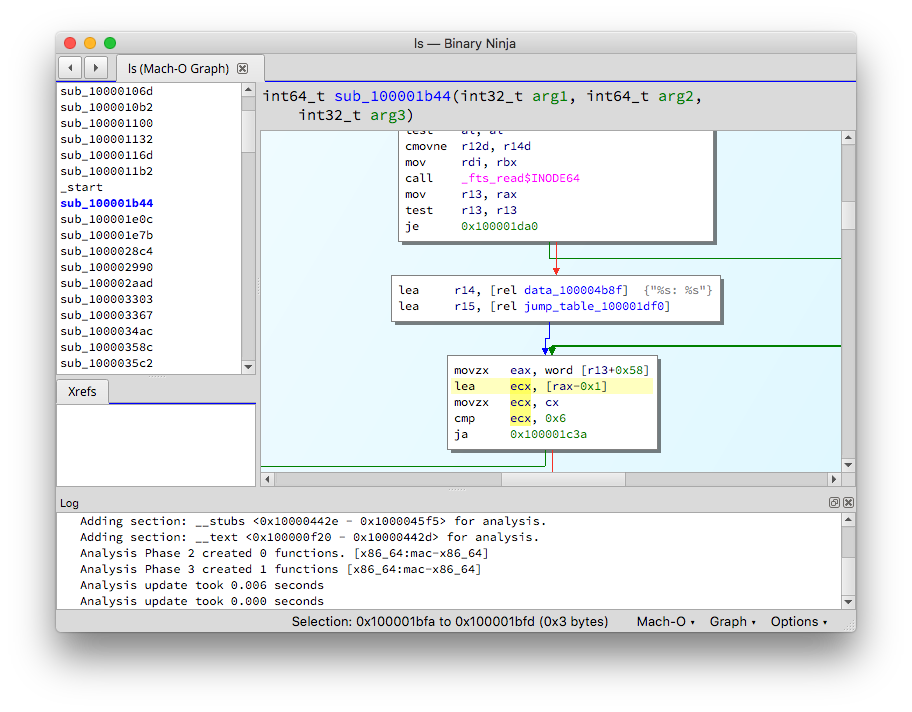 ls — Binary Ninja
ls (Mach-O Graph)
sub_10000106d
sub_1000010b2
sub_100001100
sub_100001132
sub_10000116d
sub_1000011b2
_start
sub_100001b44
sub_100001e0c
sub_100001e7b
sub_1000028c4
sub_100002990
sub_100002aad
sub_100003303
sub_100003367
sub_1000034ac
sub_10000358c
sub_1000035c2
Xrefs
int64_t sub_100001b44(int32_t arg1, int64_t arg2,
int32_t arg3)
test al, al
cmovne r12d, r14d
mov rdi, rbx
call _fts_read$INODE64
mov r13, rax
test r13, r13
je 0x100001da0
lea r14, [rel data_100004b8f] {"%s: %s"}
lea r15, [rel jump_table_100001df0]
movzx eax, word [r13+0x58]
lea ecx, [rax-0x1]
movzx ecx, cx
cmp ecx, 0x6
ja 0x100001c3a
Log
Adding section: __stubs <0x10000442e - 0x1000045f5> for analysis.
Adding section: __text <0x100000f20 - 0x10000442d> for analysis.
Analysis Phase 2 created 0 functions. [x86_64:mac-x86_64]
Analysis Phase 3 created 1 functions [x86_64:mac-x86_64]
Analysis update took 0.006 seconds
Analysis update took 0.000 seconds
Selection: 0x100001bfa to 0x100001bfd (0x3 bytes) Mach-O Graph Options